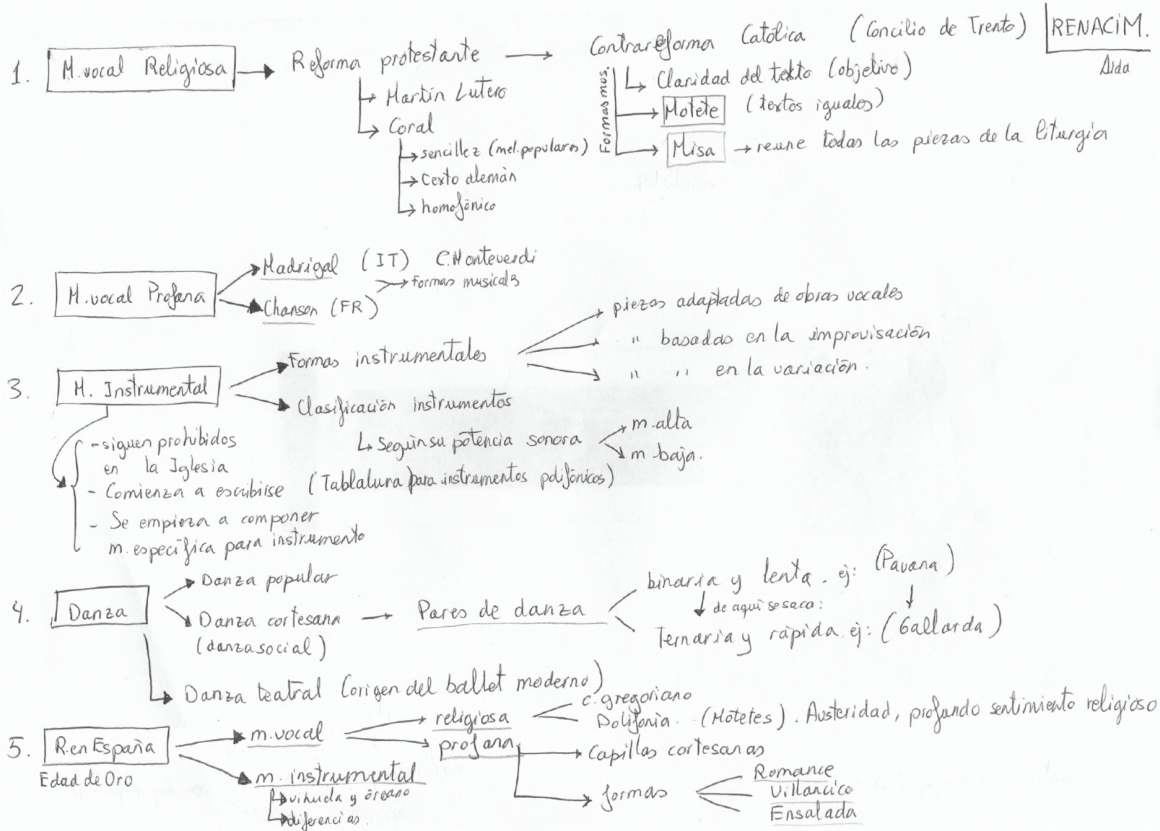 1. M. vocal Religiosa → Reforma protestante → Contrareforma Católica (Concilio de Trento) RENACIM.
Aida
→ Martín Lutero
→ Coral
→ sencillez (mel. populares)
→ texto alemán
→ homofónico
Formas mus.
→ Claridad del texto (objetivo)
→ Motete (textos iguales)
→ Misa → reune todas las piezas de la liturgia
2. M. vocal Profana
→ Madrigal (IT) C. Monteverdi
→ formas musicales
→ Chanson (FR)
3. M. Instrumental
→ Formas instrumentales
→ piezas adaptadas de obras vocales
→ " basadas en la improvisación
→ " " en la variación.
→ Clasificación instrumentos
→ Según su potencia sonora
→ m. alta
→ m. baja.
- siguen prohibidos
en la Iglesia
- Comienza a escribirse (Tablatura para instrumentos polifónicos)
- Se empieza a componer
m. específica para instrumento
4. Danza
→ Danza popular
→ Danza cortesana → Pares de danza
(danza social)
binaria y lenta. ej: (Pavana)
↓ de aqui se saca: ↓
Ternaria y rápida. ej: (Gallarda)
→ Danza teatral (origen del ballet moderno)
5. R. en España
Edad de Oro
→ m. vocal
→ religiosa
c. gregoriano
Polifonía. (Motetes). Austeridad, profundo sentimiento religioso
→ profana
→ Capillas cortesanas
→ formas
Romance
Villancico
Ensalada
→ m. instrumental
→ vihuela y órgano
→ diferencias.